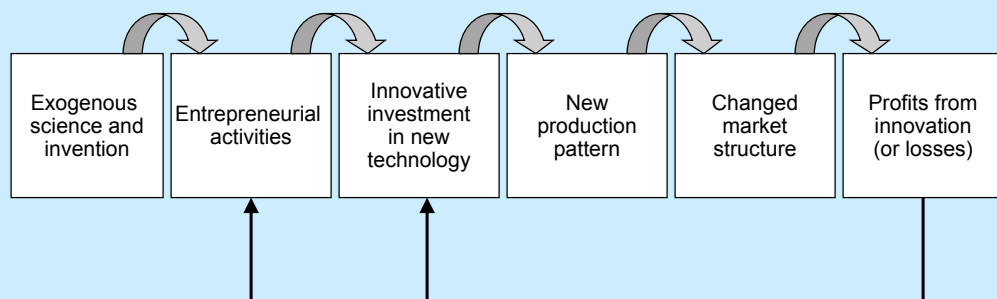 Exogenous
science and
invention
Entrepreneurial
activities
Innovative
investment
in new
technology
New
production
pattern
Changed
market
structure
Profits from
innovation
(or losses)